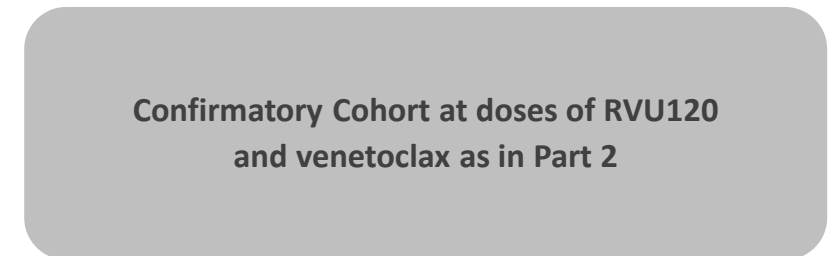 Confirmatory Cohort at doses of RVU120
and venetoclax as in Part 2